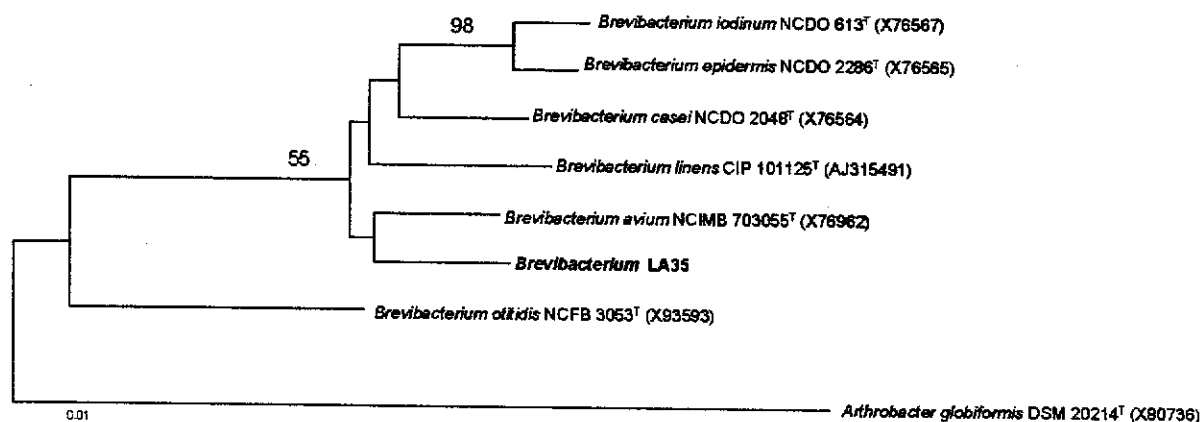 98
Brevibacterium iodinum NCDO 613ᵀ (X76567)
Brevibacterium epidermis NCDO 2286ᵀ (X76565)
Brevibacterium casei NCDO 2048ᵀ (X76564)
55
Brevibacterium linens CIP 101125ᵀ (AJ315491)
Brevibacterium avium NCIMB 703055ᵀ (X76962)
Brevibacterium LA35
Brevibacterium otitidis NCFB 3053ᵀ (X93593)
0.01
Arthrobacter globiformis DSM 20214ᵀ (X80736)